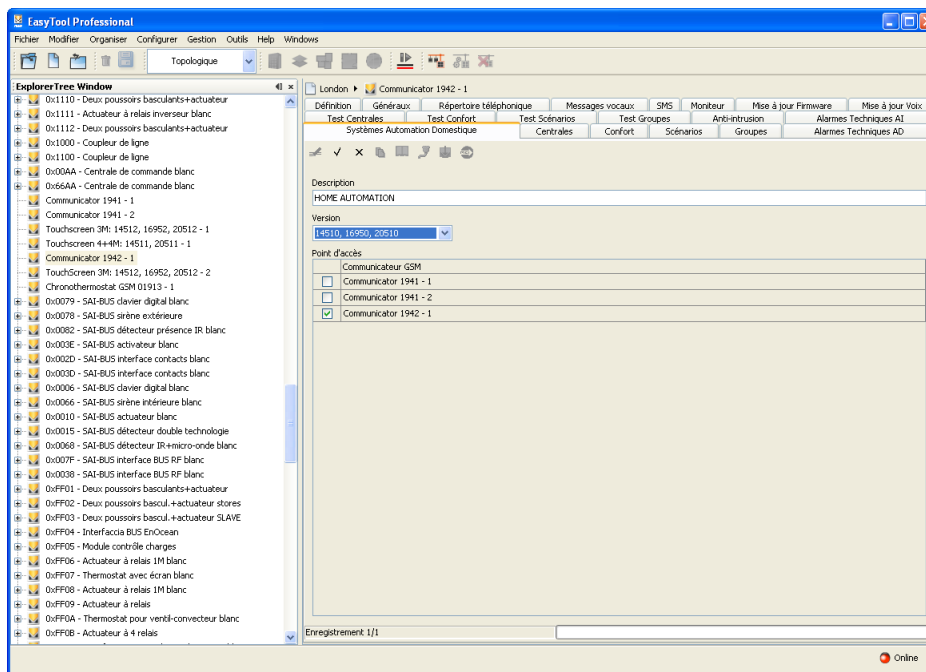 EasyTool Professional
Fichier Modifier Organiser Configurer Gestion Outils Help Windows
Topologique
ExplorerTree Window
0x1110 - Deux poussoirs basculants+actuateur
0x1111 - Actuateur à relais inverseur blanc
0x1112 - Deux poussoirs basculants+actuateur
0x1000 - Coupleur de ligne
0x1100 - Coupleur de ligne
0x00AA - Centrale de commande blanc
0x66AA - Centrale de commande blanc
Communicator 1941 - 1
Communicator 1941 - 2
Touchscreen 3M: 14512, 16952, 20512 - 1
Touchscreen 4+4M: 14511, 20511 - 1
Communicator 1942 - 1
TouchScreen 3M: 14512, 16952, 20512 - 2
Chronothermostat GSM 01913 - 1
0x0079 - SAI-BUS clavier digital blanc
0x0078 - SAI-BUS sirène extérieure
0x0082 - SAI-BUS détecteur présence IR blanc
0x003E - SAI-BUS activateur blanc
0x002D - SAI-BUS interface contacts blanc
0x003D - SAI-BUS interface contacts blanc
0x0006 - SAI-BUS clavier digital blanc
0x0066 - SAI-BUS sirène intérieure blanc
0x0010 - SAI-BUS actuateur blanc
0x0015 - SAI-BUS détecteur double technologie
0x0068 - SAI-BUS détecteur IR+micro-onde blanc
0x007F - SAI-BUS interface BUS RF blanc
0x0038 - SAI-BUS interface BUS RF blanc
0xFF01 - Deux poussoirs basculants+actuateur
0xFF02 - Deux poussoirs bascul.+actuateur stores
0xFF03 - Deux poussoirs bascul.+actuateur SLAVE
0xFF04 - Interfaccia BUS EnOcean
0xFF05 - Module contrôle charges
0xFF06 - Actuateur à relais 1M blanc
0xFF07 - Thermostat avec écran blanc
0xFF08 - Actuateur à relais 1M blanc
0xFF09 - Actuateur à relais
0xFF0A - Thermostat pour ventil-convecteur blanc
0xFF0B - Actuateur à 4 relais
London Communicator 1942 - 1
Définition Généraux Répertoire téléphonique Messages vocaux SMS Moniteur Mise à jour Firmware Mise à jour Voix
Test Centrales Test Confort Test Scénarios Test Groupes Anti-intrusion Alarmes Techniques AI
Systèmes Automation Domestique Centrales Confort Scénarios Groupes Alarmes Techniques AD
Description
HOME AUTOMATION
Version
14510, 16950, 20510
Point d'accès
Communicateur GSM
Communicator 1941 - 1
Communicator 1941 - 2
Communicator 1942 - 1
Enregistrement 1/1
Online